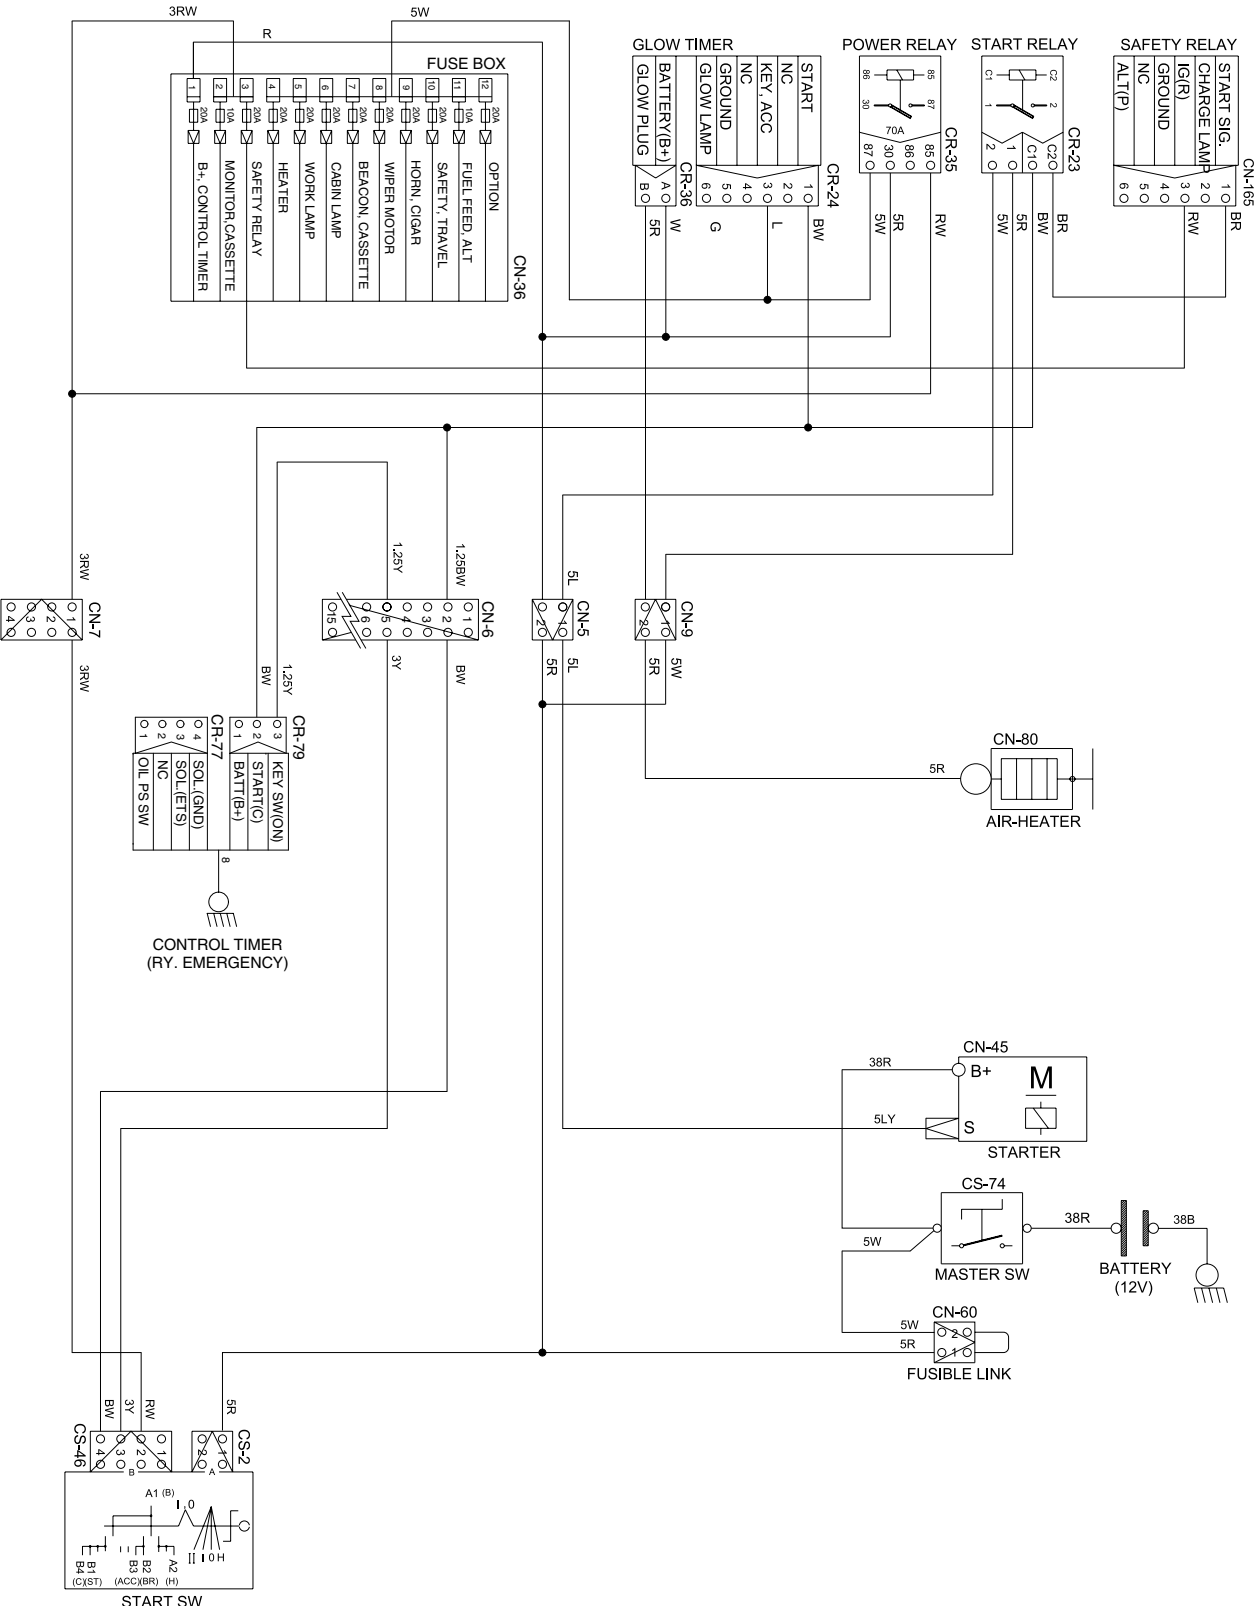 3RW
5W
R
FUSE BOX
1
2
3
4
5
6
7
8
9
10
11
12
20A
10A
20A
20A
20A
20A
20A
20A
20A
20A
10A
20A
B+, CONTROL TIMER
MONITOR,CASSETTE
SAFETY RELAY
HEATER
WORK LAMP
CABIN LAMP
BEACON, CASSETTE
WIPER MOTOR
HORN, CIGAR
SAFETY, TRAVEL
FUEL FEED, ALT
OPTION
CN-36
GLOW TIMER
GLOW PLUG
BATTERY(B+)
B
A
CR-36
5R
W
GLOW LAMP
GROUND
NC
KEY, ACC
NC
START
6
5
4
3
2
1
CR-24
G
L
BW
POWER RELAY
86
85
30
87
70A
87
30
86
85
CR-35
5W
5R
RW
START RELAY
C1
C2
1
2
2
1
C1
C2
CR-23
5W
5R
BW
BR
SAFETY RELAY
ALT(P)
NC
GROUND
IG(R)
CHARGE LAMP
START SIG.
6
5
4
3
2
1
CN-165
RW
BR
3RW
1.25Y
1.25BW
5L
4
3
2
1
CN-7
15
6
5
4
3
2
1
CN-6
2
1
CN-5
2
1
CN-9
3RW
3Y
BW
5R
5L
5R
5W
BW
1.25Y
1
2
3
4
CR-77
1
2
3
CR-79
OIL PS SW
NC
SOL.(ETS)
SOL.(GND)
BATT(B+)
START(C)
KEY SW(ON)
8
CONTROL TIMER
(RY. EMERGENCY)
CN-80
5R
AIR-HEATER
CN-45
38R
B+
M
5LY
S
STARTER
CS-74
38R
38B
5W
MASTER SW
BATTERY
(12V)
CN-60
5W
2
5R
1
FUSIBLE LINK
BW
3Y
RW
5R
CS-46
4
3
2
1
B
2
1
A
CS-2
A1 (B)
I,O
II I O H
B4
B1
B3
B2
A2
(C)(ST)
(ACC)(BR)
(H)
START SW